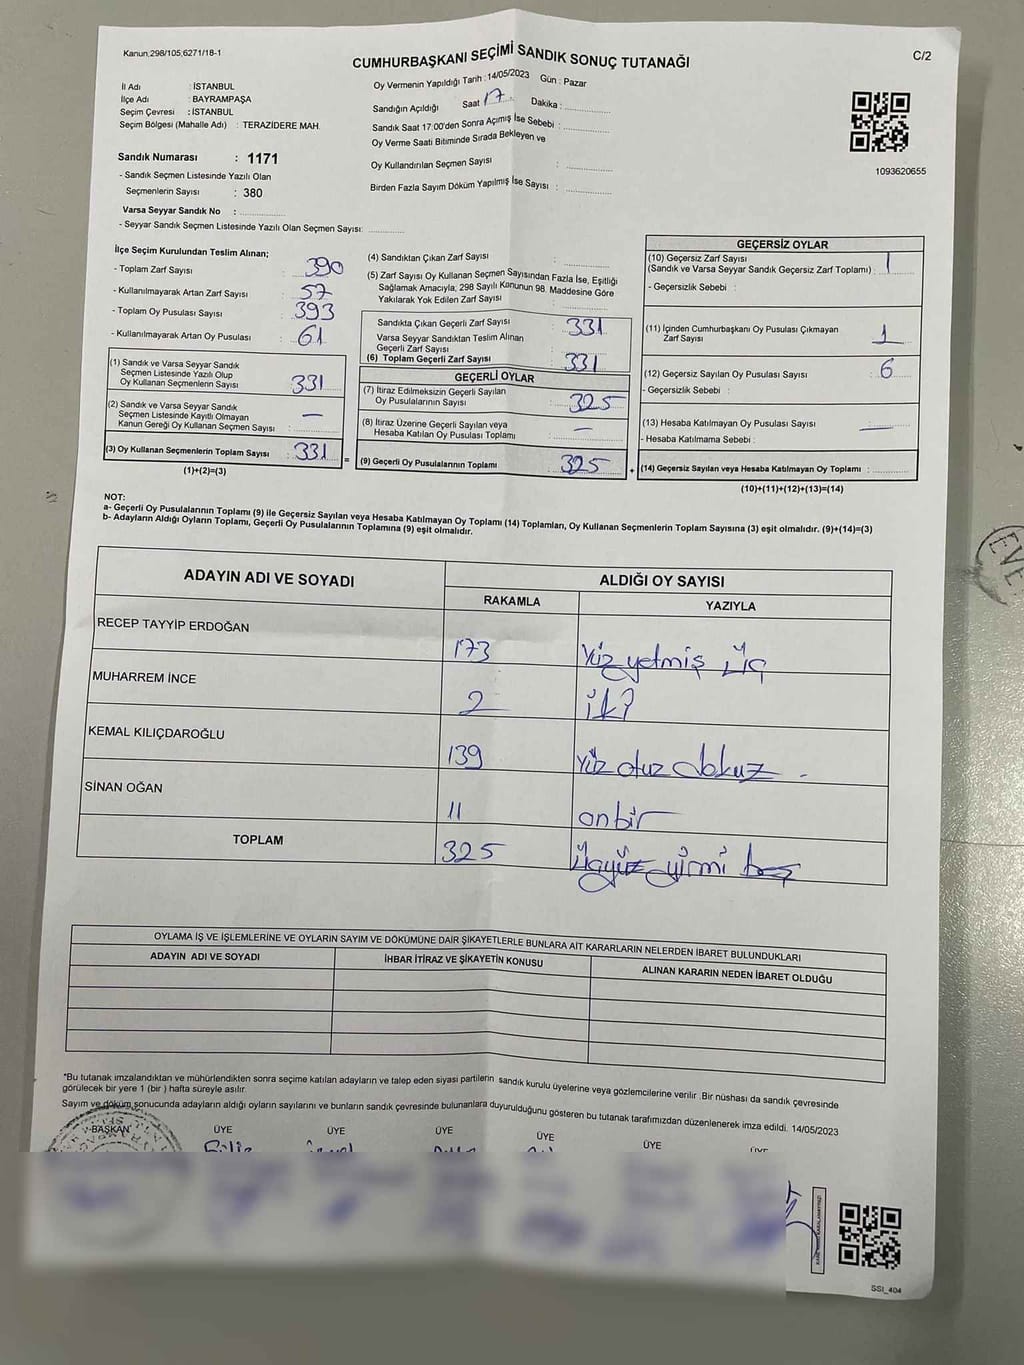 Kanun,298/105,6271/18-1
CUMHURBAŞKANI SEÇİMİ SANDIK SONUÇ TUTANAĞI
C/2
İl Adı : İSTANBUL
İlçe Adı : BAYRAMPAŞA
Seçim Çevresi : İSTANBUL
Seçim Bölgesi (Mahalle Adı) : TERAZİDERE MAH.
Sandık Numarası : 1171
- Sandık Seçmen Listesinde Yazılı Olan
Seçmenlerin Sayısı : 380
Varsa Seyyar Sandık No :
- Seyyar Sandık Seçmen Listesinde Yazılı Olan Seçmen Sayısı:
Oy Vermenin Yapıldığı Tarih : 14/05/2023 Gün : Pazar
Sandığın Açıldığı Saat 17 Dakika :
Sandık Saat 17:00'den Sonra Açımış İse Sebebi :
Oy Verme Saati Bitiminde Sırada Bekleyen ve
Oy Kullandırılan Seçmen Sayısı :
Birden Fazla Sayım Döküm Yapılmış İse Sayısı :
1093620655
İlçe Seçim Kurulundan Teslim Alınan;
- Toplam Zarf Sayısı : 390
- Kullanılmayarak Artan Zarf Sayısı : 57
- Toplam Oy Pusulası Sayısı : 393
- Kullanılmayarak Artan Oy Pusulası : 61
(1) Sandık ve Varsa Seyyar Sandık
Seçmen Listesinde Yazılı Olup
Oy Kullanan Seçmenlerin Sayısı : 331
(2) Sandık ve Varsa Seyyar Sandık
Seçmen Listesinde Kayıtlı Olmayan
Kanun Gereği Oy Kullanan Seçmen Sayısı : —
(3) Oy Kullanan Seçmenlerin Toplam Sayısı : 331
(1)+(2)=(3)
(4) Sandıktan Çıkan Zarf Sayısı :
(5) Zarf Sayısı Oy Kullanan Seçmen Sayısından Fazla İse, Eşitliği
Sağlamak Amacıyla, 298 Sayılı Kanunun 98. Maddesine Göre
Yakılarak Yok Edilen Zarf Sayısı :
Sandıkta Çıkan Geçerli Zarf Sayısı : 331
Varsa Seyyar Sandıktan Teslim Alınan
Geçerli Zarf Sayısı :
(6) Toplam Geçerli Zarf Sayısı : 331
=
GEÇERLİ OYLAR
(7) İtiraz Edilmeksizin Geçerli Sayılan
Oy Pusulalarının Sayısı : 325
(8) İtiraz Üzerine Geçerli Sayılan veya
Hesaba Katılan Oy Pusulası Toplamı : —
(9) Geçerli Oy Pusulalarının Toplamı : 325
+
GEÇERSİZ OYLAR
(10) Geçersiz Zarf Sayısı
(Sandık ve Varsa Seyyar Sandık Geçersiz Zarf Toplamı) :
- Geçersizlik Sebebi :
(11) İçinden Cumhurbaşkanı Oy Pusulası Çıkmayan
Zarf Sayısı : 1
(12) Geçersiz Sayılan Oy Pusulası Sayısı : 6
- Geçersizlik Sebebi :
(13) Hesaba Katılmayan Oy Pusulası Sayısı : —
- Hesaba Katılmama Sebebi :
(14) Geçersiz Sayılan veya Hesaba Katılmayan Oy Toplamı :
(10)+(11)+(12)+(13)=(14)
NOT:
a- Geçerli Oy Pusulalarının Toplamı (9) ile Geçersiz Sayılan veya Hesaba Katılmayan Oy Toplamı (14) Toplamları, Oy Kullanan Seçmenlerin Toplam Sayısına (3) eşit olmalıdır. (9)+(14)=(3)
b- Adayların Aldığı Oyların Toplamı, Geçerli Oy Pusulalarının Toplamına (9) eşit olmalıdır.
EVE
ADAYIN ADI VE SOYADI
ALDIĞI OY SAYISI
RAKAMLA YAZIYLA
RECEP TAYYİP ERDOĞAN 173 Yüz yetmiş üç
MUHARREM İNCE 2 iki
KEMAL KILIÇDAROĞLU 139 Yüz otuz dokuz
SİNAN OĞAN 11 onbir
TOPLAM 325 Üçyüz yirmi beş
OYLAMA İŞ VE İŞLEMLERİNE VE OYLARIN SAYIM VE DÖKÜMÜNE DAİR ŞİKAYETLERLE BUNLARA AİT KARARLARIN NELERDEN İBARET BULUNDUKLARI
ADAYIN ADI VE SOYADI İHBAR İTİRAZ VE ŞİKAYETİN KONUSU ALINAN KARARIN NEDEN İBARET OLDUĞU
*Bu tutanak imzalandıktan ve mühürlendikten sonra seçime katılan adayların ve talep eden siyasi partilerin sandık kurulu üyelerine veya gözlemcilerine verilir .Bir nüshası da sandık çevresinde
görülecek bir yere 1 (bir ) hafta süreyle asılır.
Sayım ve döküm sonucunda adayların aldığı oyların sayılarını ve bunların sandık çevresinde bulunanlara duyurulduğunu gösteren bu tutanak tarafımızdan düzenlenerek imza edildi. 14/05/2023
BAŞKAN ÜYE ÜYE ÜYE ÜYE ÜYE ÜYE
SSI_404